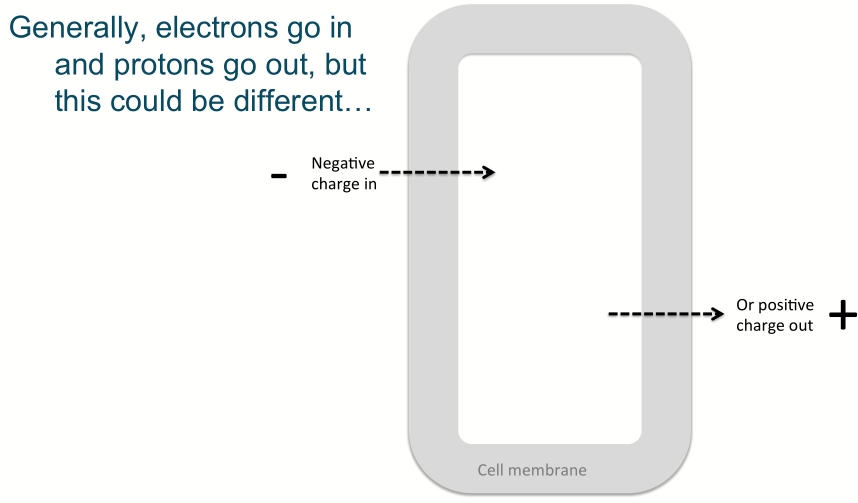 Generally, electrons go in
and protons go out, but
this could be different…
- Negative
charge in
Or positive +
charge out
Cell membrane